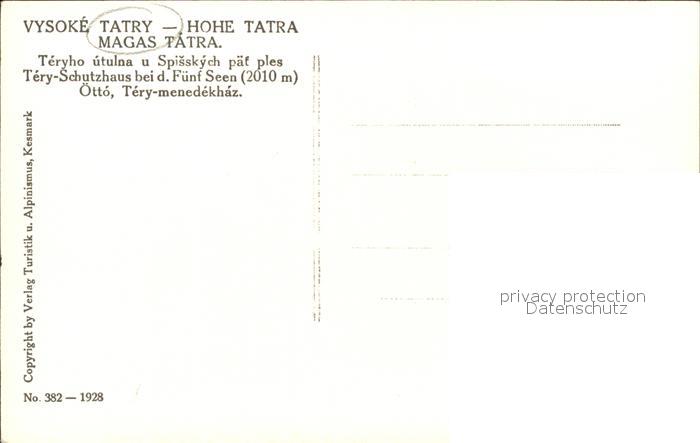 VYSOKÉ TATRY — HOHE TATRA
MAGAS TÁTRA.
Téryho útulna u Spišských päť ples
Téry-Schutzhaus bei d. Fünf Seen (2010 m)
Öttó, Téry-menedékház.
Copyright by Verlag Turistik u. Alpinismus, Kesmark
No. 382 — 1928
privacy protection
Datenschutz